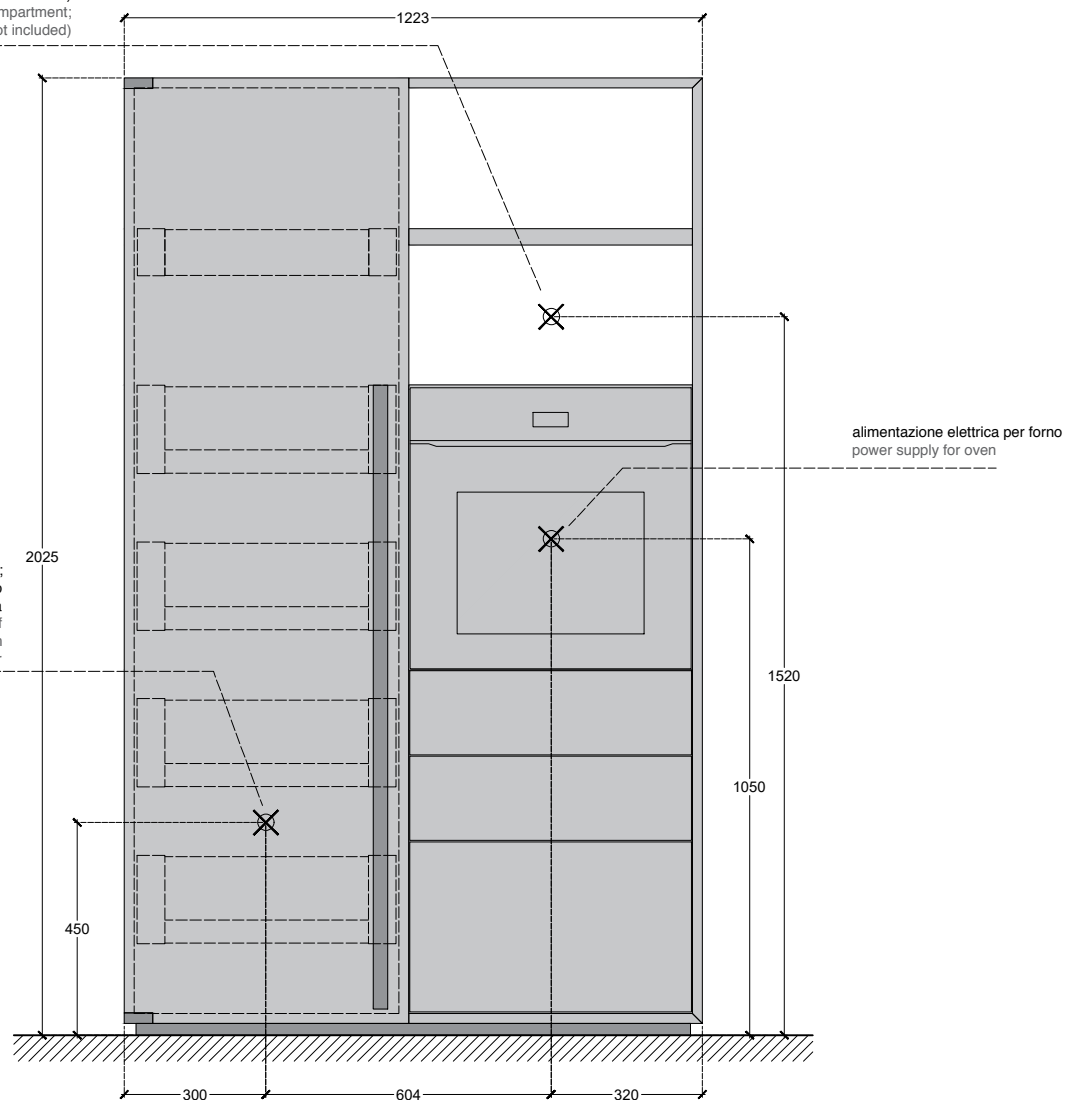 mpartment;
ot included)
1223
alimentazione elettrica per forno
power supply for oven
2025
1520
1050
450
300
604
320